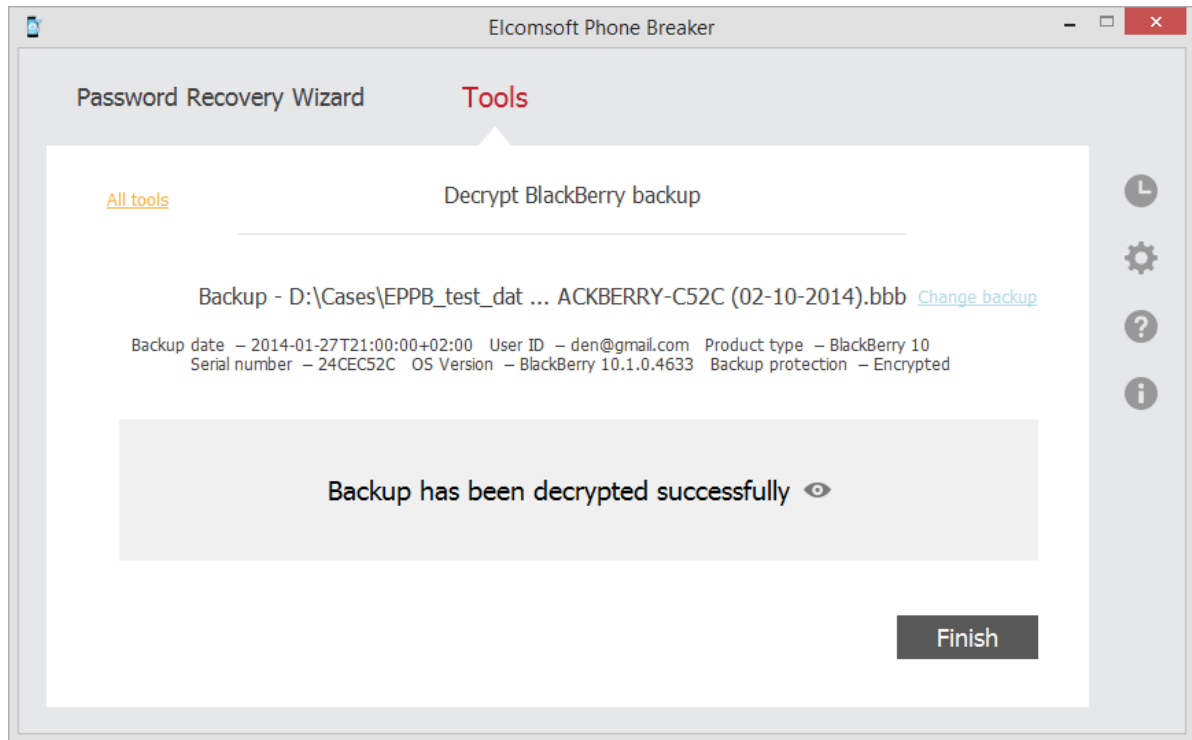 Elcomsoft Phone Breaker
Password Recovery Wizard Tools
All tools
Decrypt BlackBerry backup
Backup - D:\Cases\EPPB_test_dat ... ACKBERRY-C52C (02-10-2014).bbb Change backup
Backup date – 2014-01-27T21:00:00+02:00 User ID – den@gmail.com Product type – BlackBerry 10
Serial number – 24CEC52C OS Version – BlackBerry 10.1.0.4633 Backup protection – Encrypted
Backup has been decrypted successfully
Finish